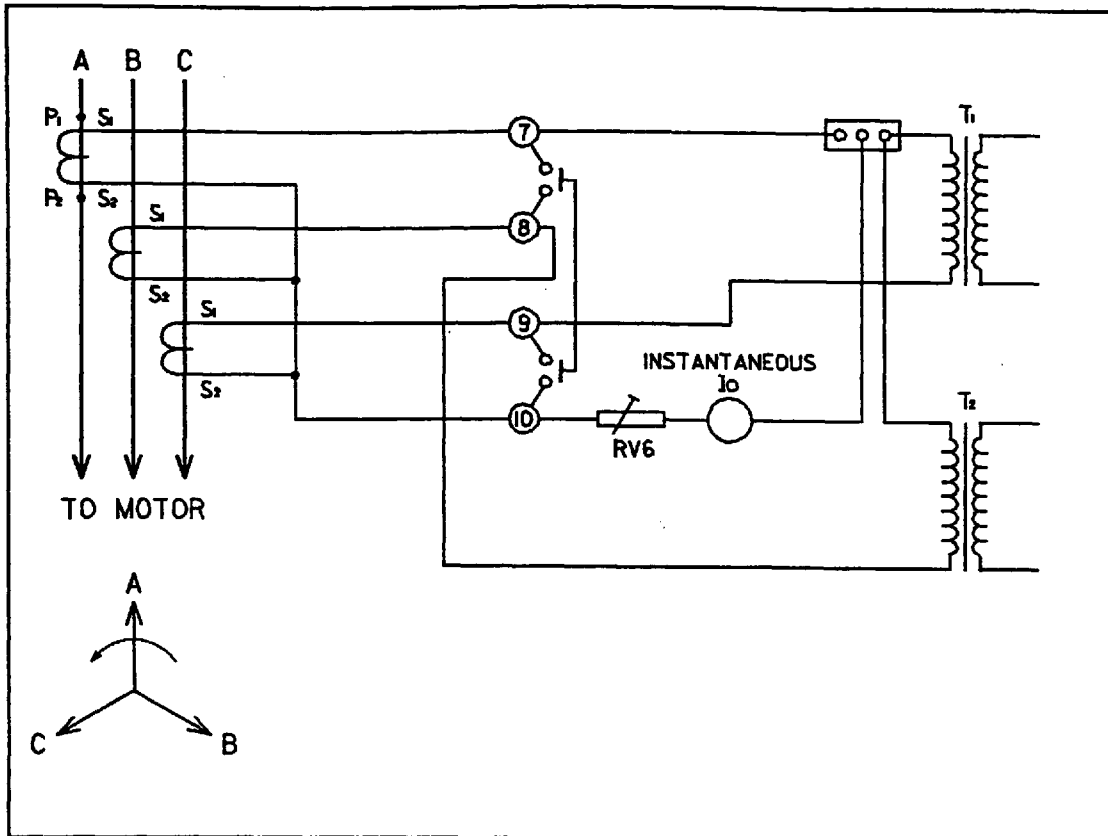 A B C
P₁ S₁
P₂ S₂
S₁
S₂
S₁
S₂
7
8
9
10
T₁
INSTANTANEOUS
Io
RV6
T₂
TO MOTOR
A
C B